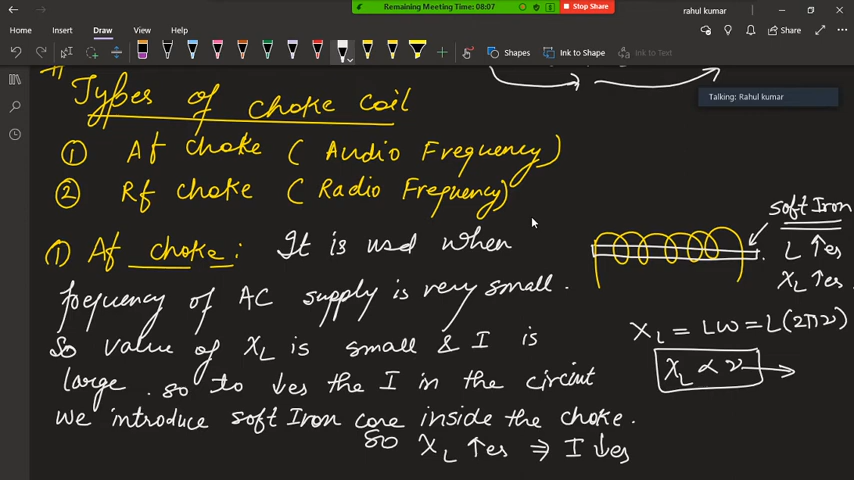 Remaining Meeting Time: 08:07
Stop Share
rahul kumar
Home Insert Draw View Help
Share
Shapes
Ink to Shape
Ink to Text
Talking: Rahul kumar
Types of choke coil
① Af choke ( Audio Frequency)
② Rf choke ( Radio Frequency)
① Af choke : It is used when
frequency of AC supply is very small .
So value of XL is small & I is
large . so to ↓es the I in the circuit
we introduce soft Iron core inside the choke.
so XL ↑es ⇒ I ↓es
soft Iron
L ↑es
XL ↑es
XL = Lω = L(2πν)
XL ∝ ν